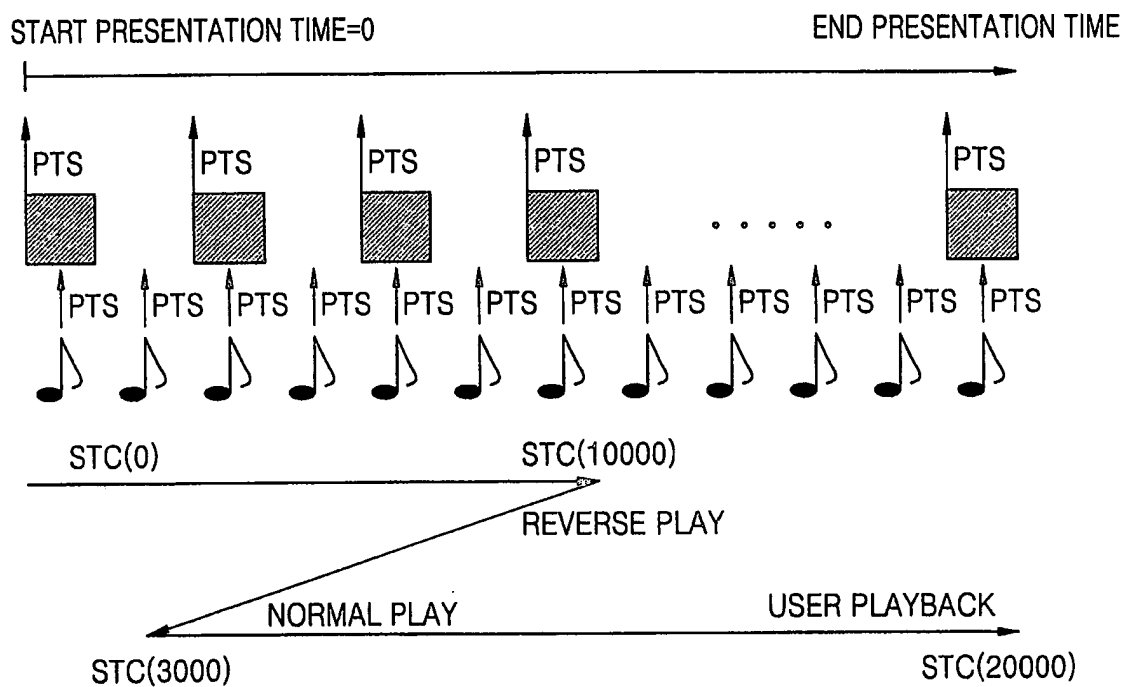 START PRESENTATION TIME=0 END PRESENTATION TIME
PTS PTS PTS PTS PTS
PTS PTS PTS PTS PTS PTS PTS PTS PTS PTS PTS PTS
STC(0) STC(10000)
REVERSE PLAY
NORMAL PLAY USER PLAYBACK
STC(3000) STC(20000)